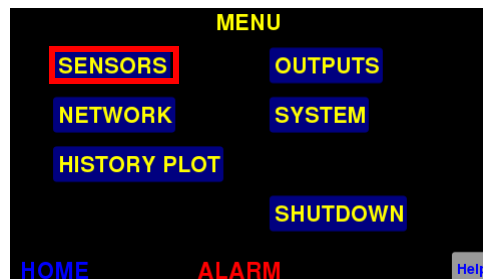 MENU
SENSORS OUTPUTS
NETWORK SYSTEM
HISTORY PLOT
SHUTDOWN
HOME ALARM Help